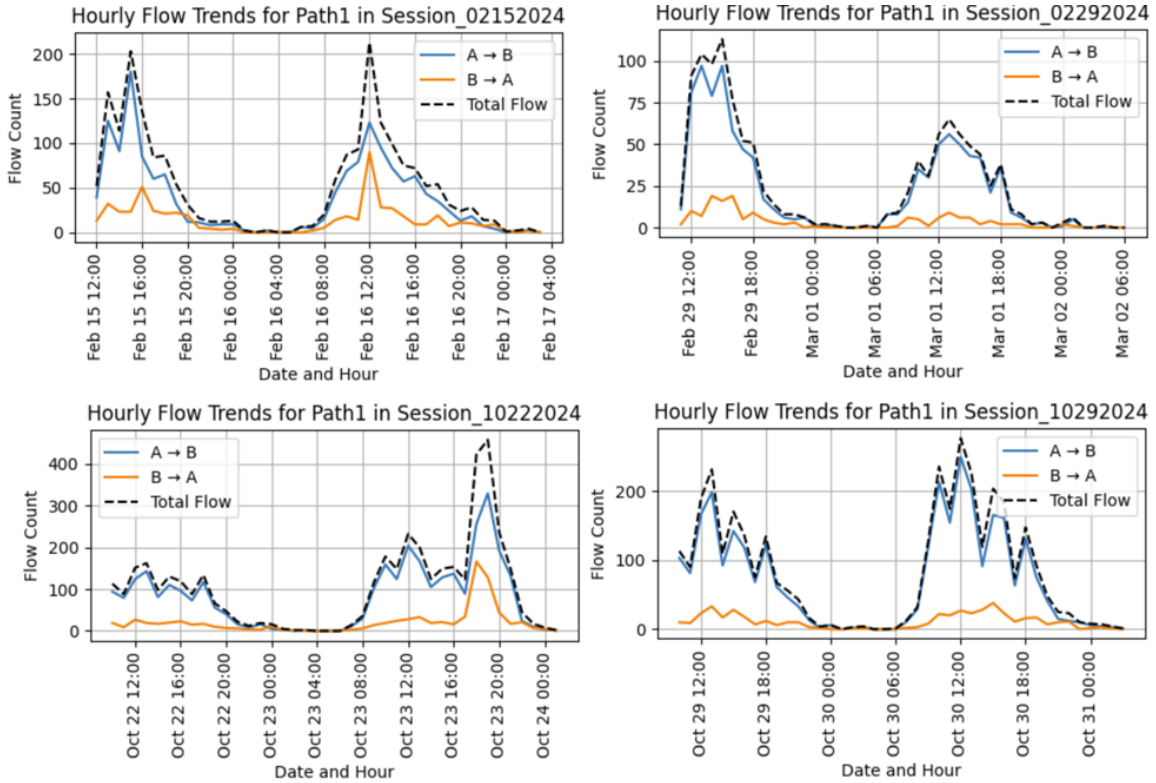 Hourly Flow Trends for Path1 in Session_02152024
Flow Count
200
150
100
50
0
A → B
B → A
Total Flow
Feb 15 12:00
Feb 15 16:00
Feb 15 20:00
Feb 16 00:00
Feb 16 04:00
Feb 16 08:00
Feb 16 12:00
Feb 16 16:00
Feb 16 20:00
Feb 17 00:00
Feb 17 04:00
Date and Hour
Hourly Flow Trends for Path1 in Session_02292024
Flow Count
100
75
50
25
0
A → B
B → A
Total Flow
Feb 29 12:00
Feb 29 18:00
Mar 01 00:00
Mar 01 06:00
Mar 01 12:00
Mar 01 18:00
Mar 02 00:00
Mar 02 06:00
Date and Hour
Hourly Flow Trends for Path1 in Session_10222024
Flow Count
400
300
200
100
0
A → B
B → A
Total Flow
Oct 22 12:00
Oct 22 16:00
Oct 22 20:00
Oct 23 00:00
Oct 23 04:00
Oct 23 08:00
Oct 23 12:00
Oct 23 16:00
Oct 23 20:00
Oct 24 00:00
Date and Hour
Hourly Flow Trends for Path1 in Session_10292024
Flow Count
200
100
0
A → B
B → A
Total Flow
Oct 29 12:00
Oct 29 18:00
Oct 30 00:00
Oct 30 06:00
Oct 30 12:00
Oct 30 18:00
Oct 31 00:00
Date and Hour